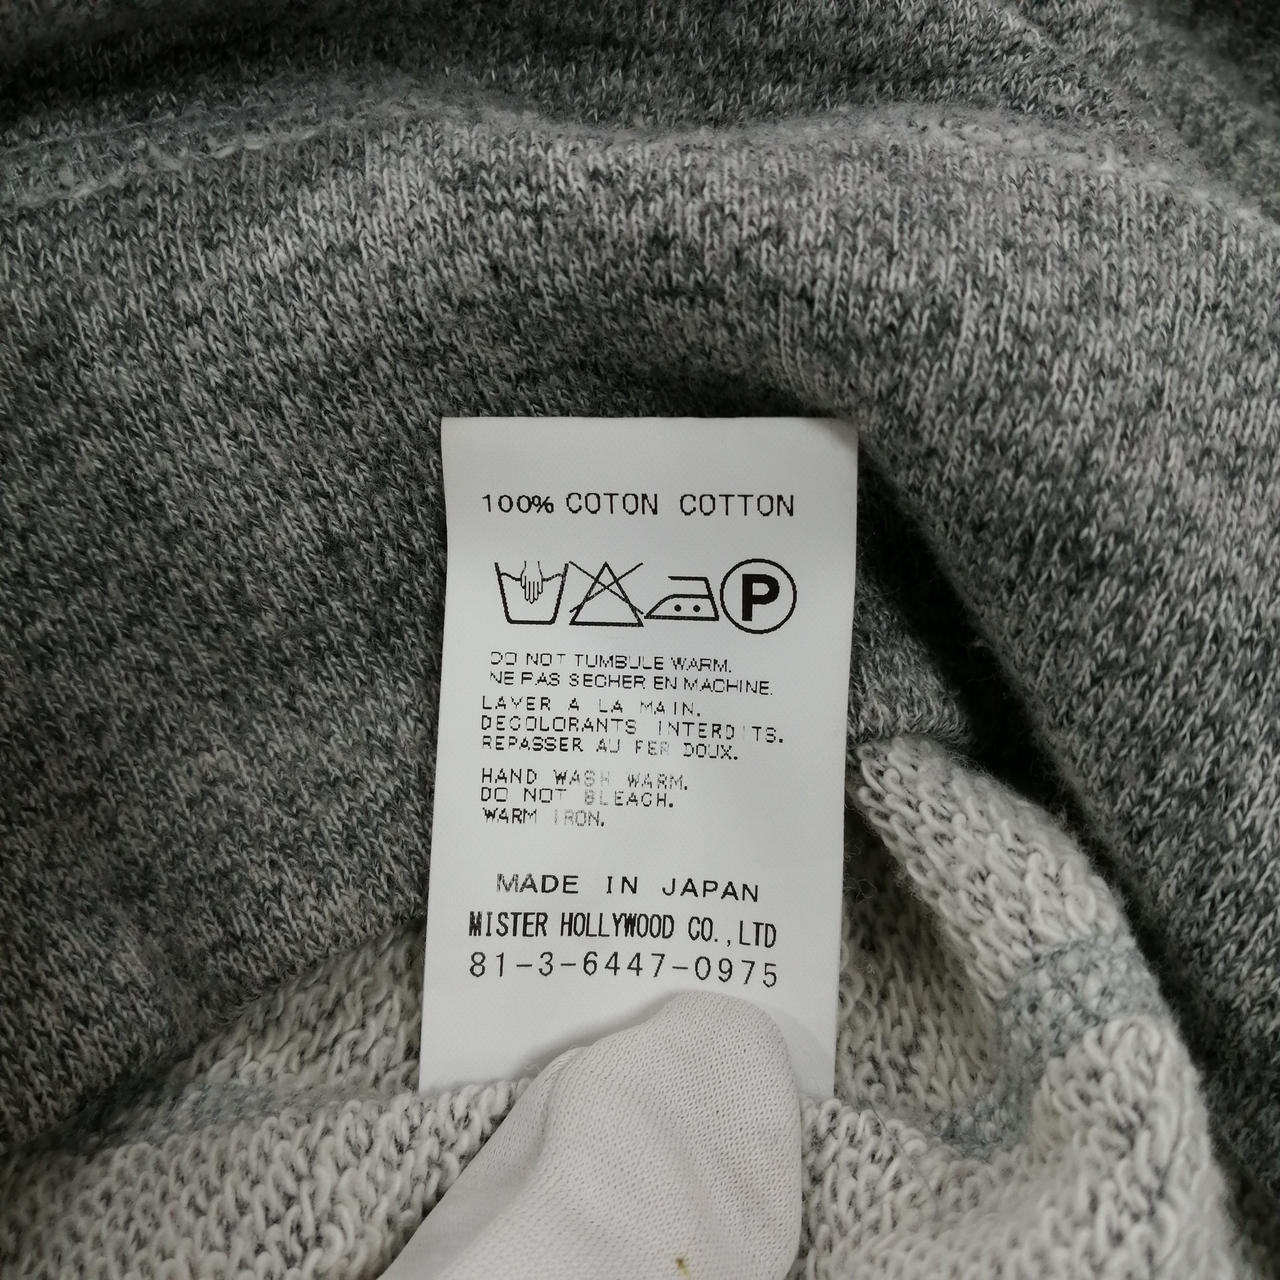 100% COTON COTTON
P
DO NOT TUMBULE WARM.
NE PAS SECHER EN MACHINE.
LAVER A LA MAIN.
DECOLORANTS INTERDITS.
REPASSER AU FER DOUX.
HAND WASH WARM.
DO NOT BLEACH.
WARM IRON.
MADE IN JAPAN
MISTER HOLLYWOOD CO.,LTD
81-3-6447-0975